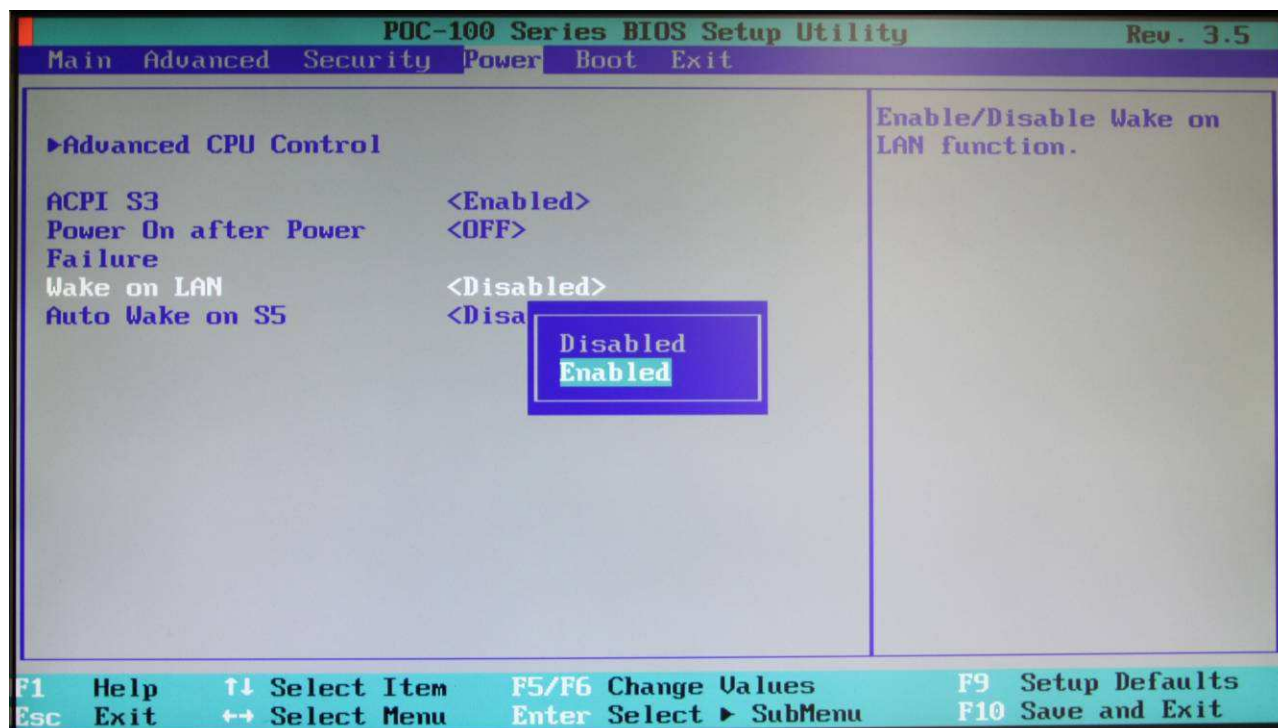 POC-100 Series BIOS Setup Utility Rev. 3.5
Main Advanced Security Power Boot Exit
Enable/Disable Wake on
LAN function.
▶Advanced CPU Control
ACPI S3 <Enabled>
Power On after Power <OFF>
Failure
Wake on LAN <Disabled>
Auto Wake on S5 <Disa
Disabled
Enabled
F1 Help ↑↓ Select Item F5/F6 Change Values F9 Setup Defaults
Esc Exit ←→ Select Menu Enter Select ▶ SubMenu F10 Save and Exit